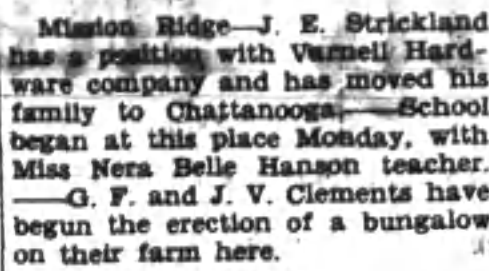 Mission Ridge—J. E. Strickland
has a position with Varnell Hard-
ware company and has moved his
family to Chattanooga.—School
began at this place Monday, with
Miss Nera Belle Hanson teacher.
—G. F. and J. V. Clements have
begun the erection of a bungalow
on their farm here.